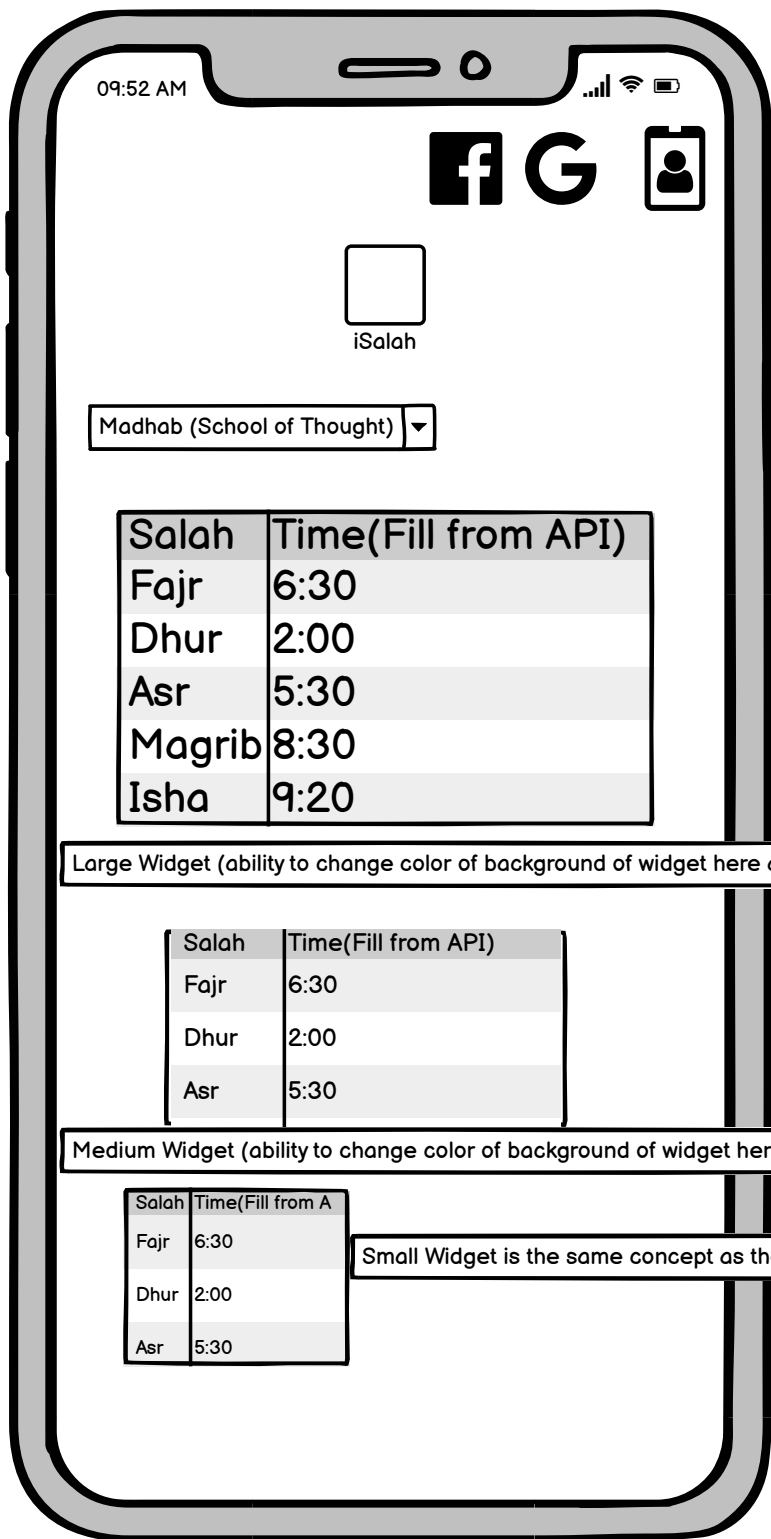 09:52 AM
iSalah
Madhab (School of Thought)
Salah Time(Fill from API)
Fajr 6:30
Dhur 2:00
Asr 5:30
Magrib 8:30
Isha 9:20
Large Widget (ability to change color of background of widget here
Salah Time(Fill from API)
Fajr 6:30
Dhur 2:00
Asr 5:30
Medium Widget (ability to change color of background of widget her
Salah Time(Fill from A
Fajr 6:30
Small Widget is the same concept as th
Dhur 2:00
Asr 5:30